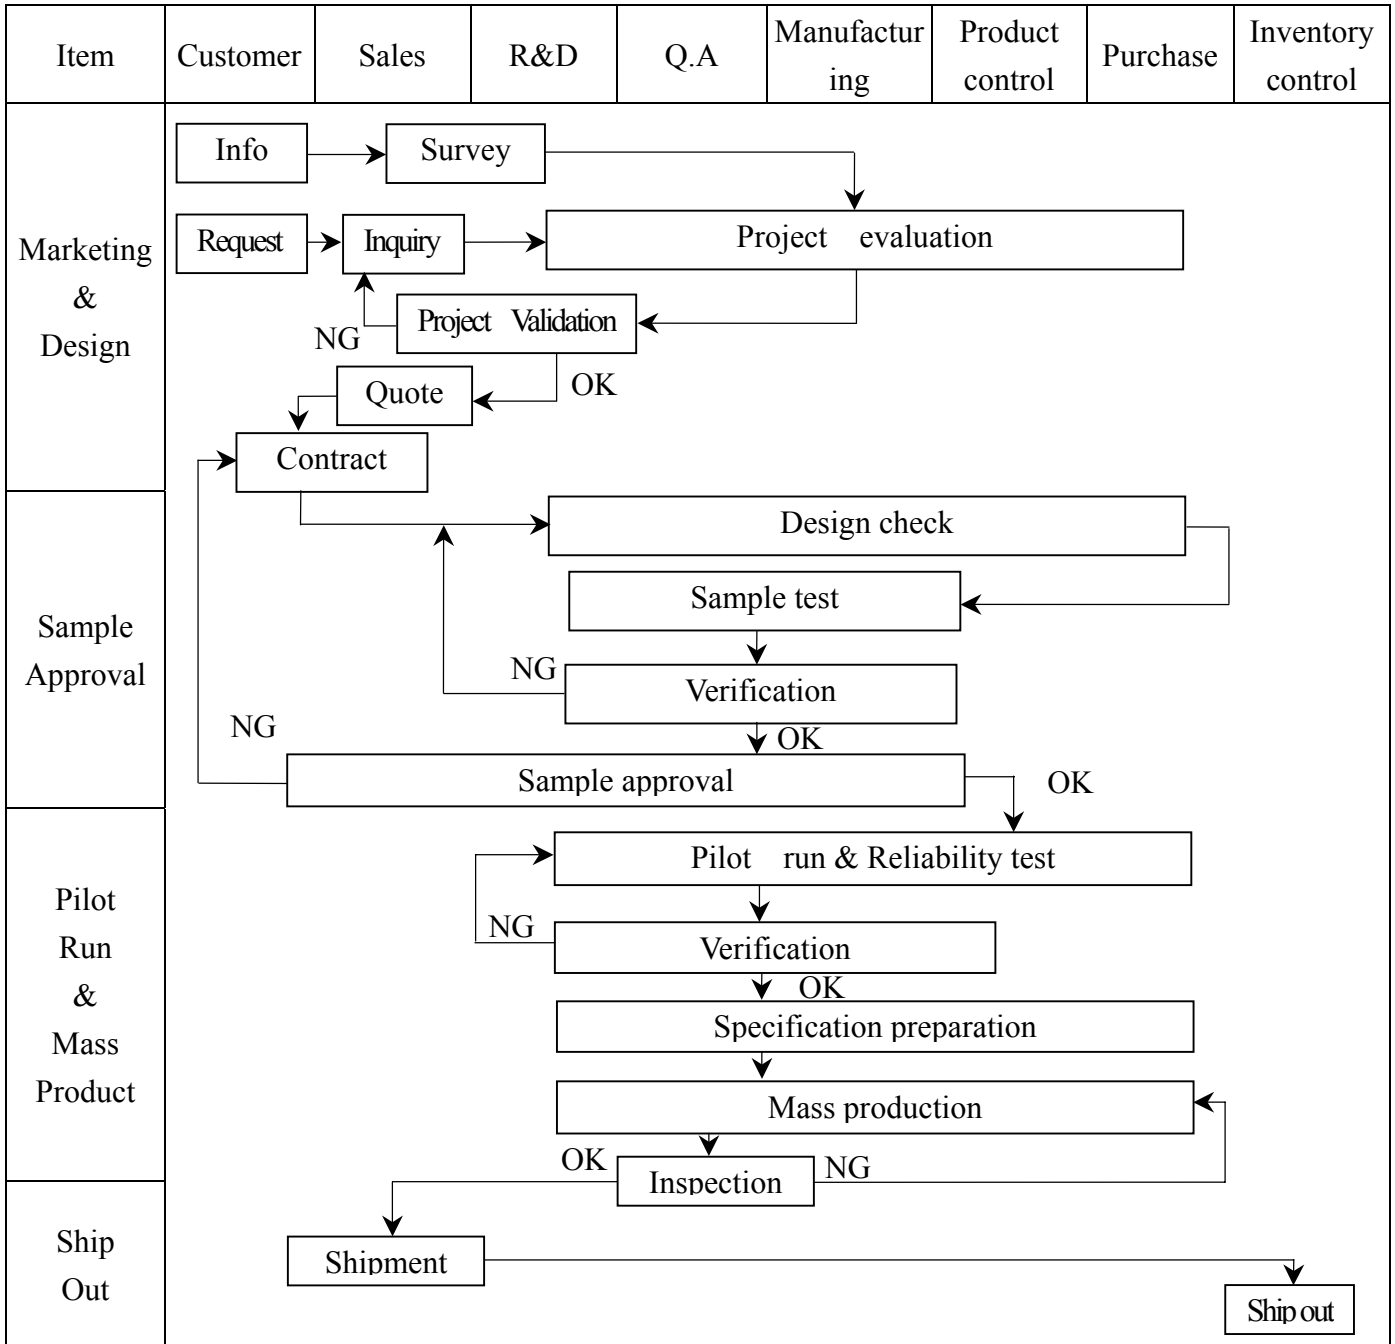 Item
Customer
Sales
R&D
Q.A
Manufactur
ing
Product
control
Purchase
Inventory
control
Marketing
&
Design
Info
Survey
Request
Inquiry
Project evaluation
NG
Project Validation
Quote
OK
Contract
Sample
Approval
Design check
Sample test
NG
Verification
NG
OK
Sample approval
OK
Pilot
Run
&
Mass
Product
Pilot run & Reliability test
NG
Verification
OK
Specification preparation
Mass production
OK
Inspection
NG
Ship
Out
Shipment
Ship out